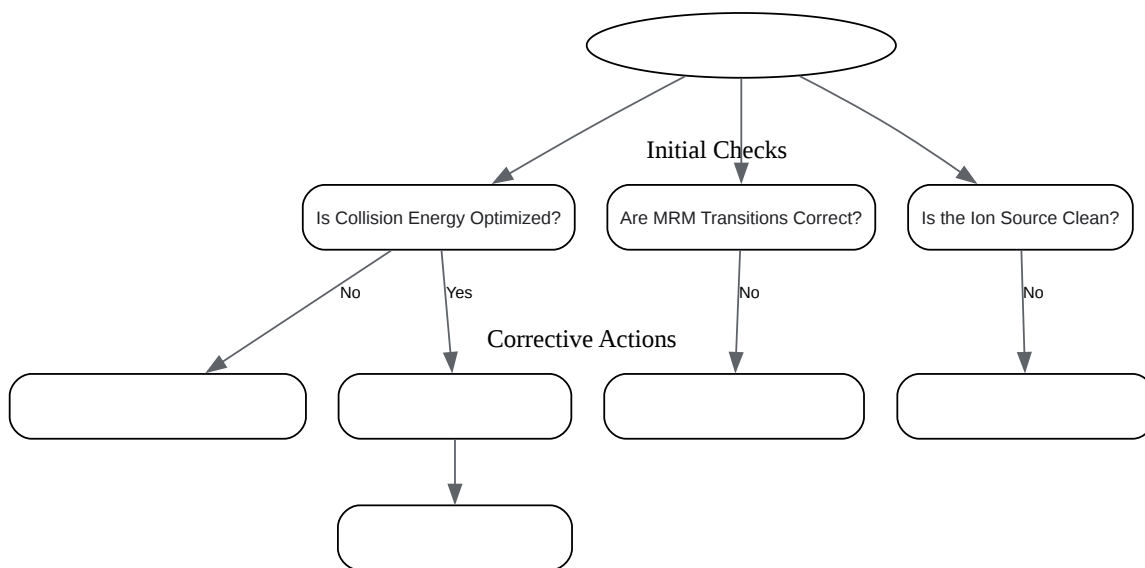 Initial Checks
Is Collision Energy Optimized?
Are MRM Transitions Correct?
Is the Ion Source Clean?
No
Yes
No
No
Corrective Actions